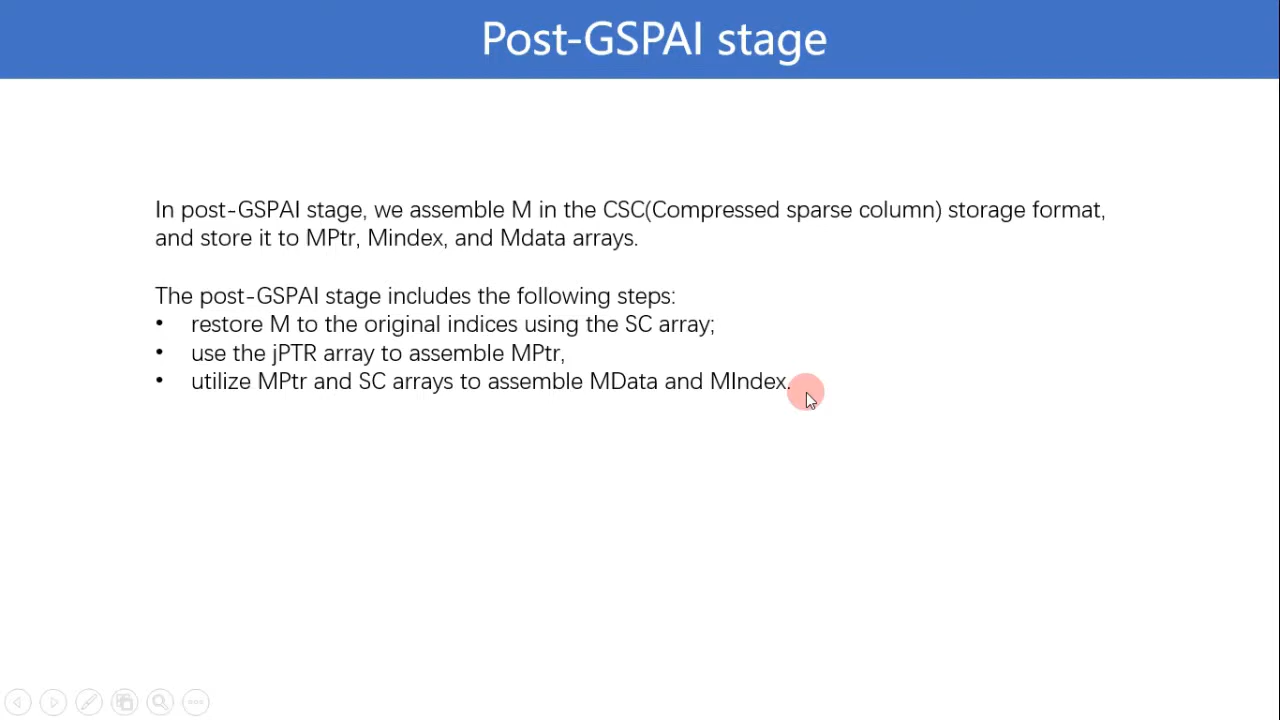 Post-GSPAI stage
In post-GSPAI stage, we assemble M in the CSC(Compressed sparse column) storage format,
and store it to MPtr, Mindex, and Mdata arrays.
The post-GSPAI stage includes the following steps:
• restore M to the original indices using the SC array;
• use the jPTR array to assemble MPtr,
• utilize MPtr and SC arrays to assemble MData and MIndex.